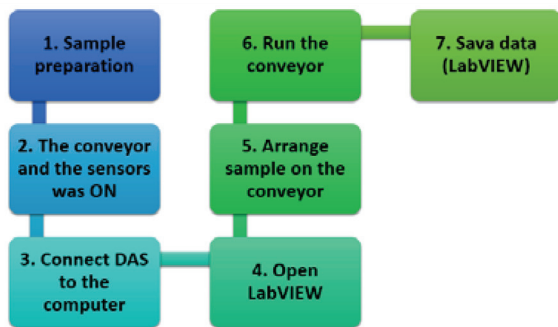 1. Sample
preparation
2. The conveyor
and the sensors
was ON
3. Connect DAS
to the
computer
4. Open
LabVIEW
5. Arrange
sample on the
conveyor
6. Run the
conveyor
7. Sava data
(LabVIEW)